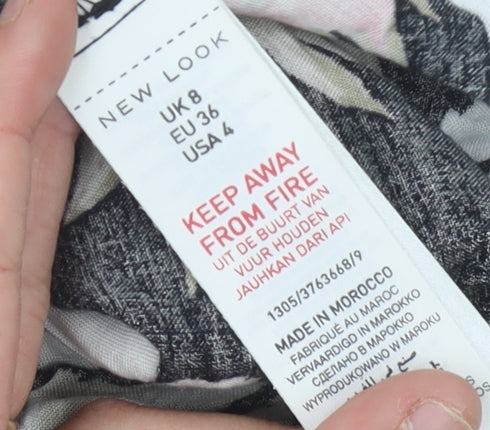 NEW LOOK
UK 8
EU 36
USA 4
KEEP AWAY
FROM FIRE
UIT DE BUURT VAN
VUUR HOUDEN
JAUHKAN DARI API
1305/3763668/9
MADE IN MOROCCO
FABRIQUE AU MAROC
VERVAARDIGD IN MAROKKO
СДЕЛАНО В МАРОККО
WYPRODUKOWANO W MAROKU